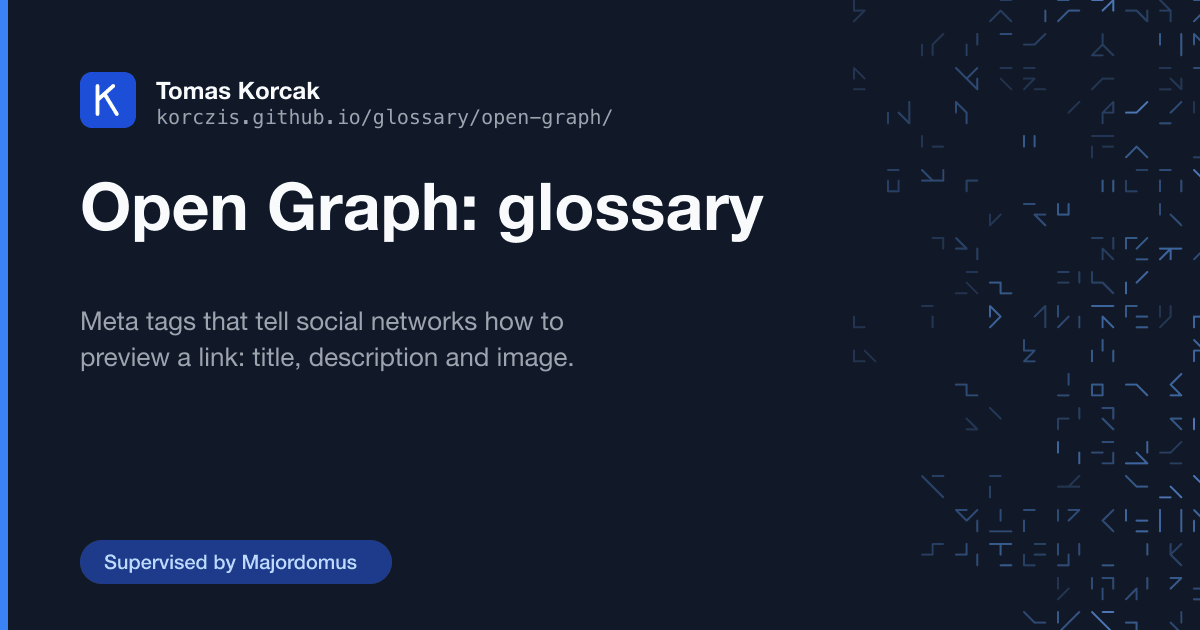 K
Tomas Korcak
korczis.github.io/glossary/open-graph/
Open Graph: glossary
Meta tags that tell social networks how to
preview a link: title, description and image.
Supervised by Majordomus